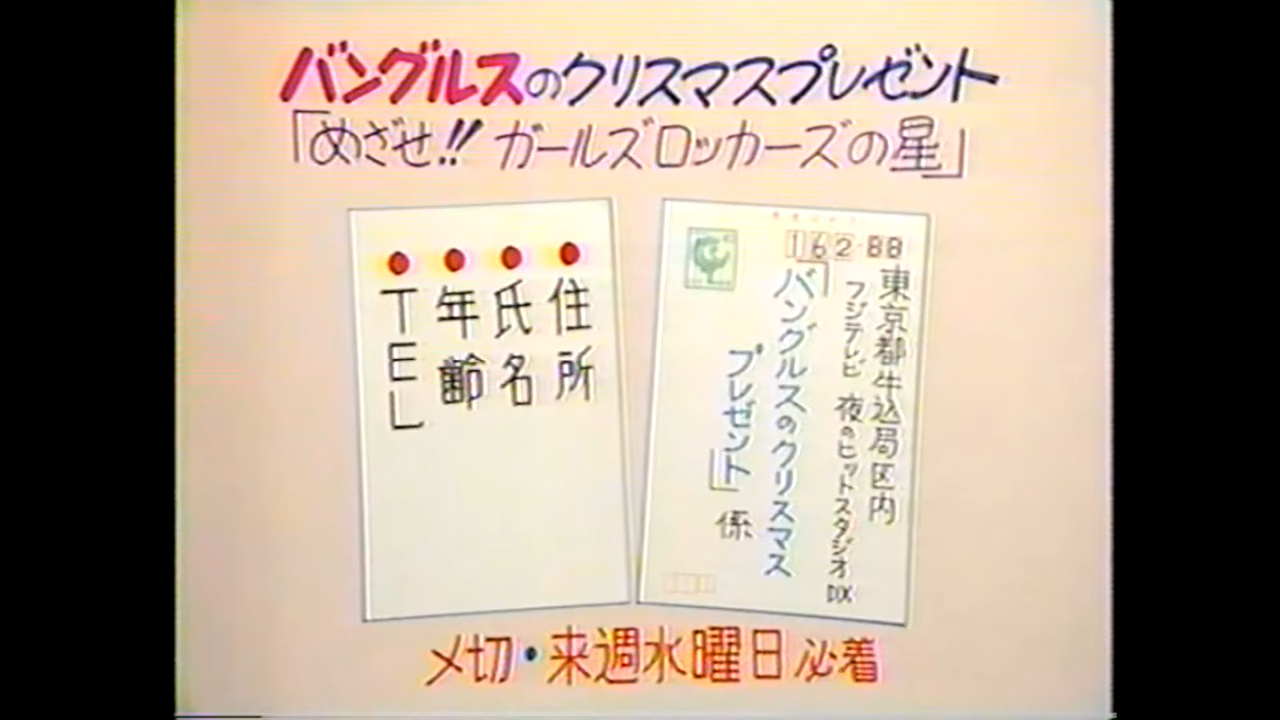 バングルスのクリスマスプレゼント
「めざせ!! ガールズロッカーズの星」
●住所
●氏名
●年齢
●TEL
162-88
東京都牛込局区内
フジテレビ 夜のヒットスタジオDX
「バングルスのクリスマス
プレゼント」係
〆切・来週水曜日必着